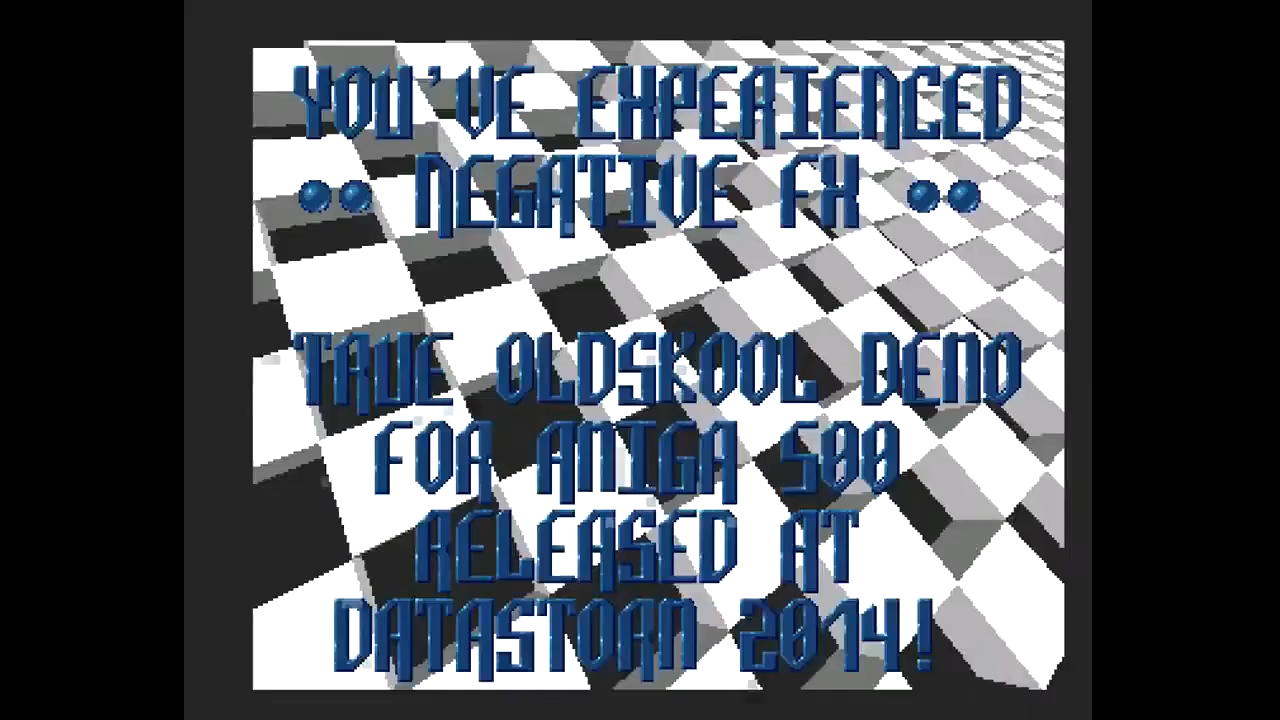 YOU'VE EXPERIENCED
NEGATIVE FX
TRUE OLDSKOOL DEMO
FOR AMIGA 500
RELEASED AT
DATASTORM 2014!